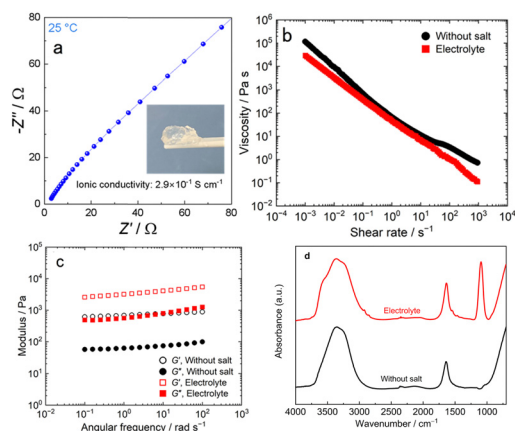 25 °C
a
80
60
40
20
0
0 20 40 60 80
-Z″ / Ω
Z′ / Ω
Ionic conductivity: 2.9×10⁻¹ S cm⁻¹
b
Without salt
Electrolyte
10⁶
10⁵
10⁴
10³
10²
10¹
10⁰
10⁻¹
10⁻²
10⁻⁴ 10⁻³ 10⁻² 10⁻¹ 10⁰ 10¹ 10² 10³ 10⁴
Viscosity / Pa s
Shear rate / s⁻¹
c
10⁵
10⁴
10³
10²
10¹
10⁰
10⁻² 10⁻¹ 10⁰ 10¹ 10² 10³
Modulus / Pa
Angular frequency / rad s⁻¹
G′, Without salt
G″, Without salt
G′, Electrolyte
G″, Electrolyte
d
Electrolyte
Without salt
Absorbance (a.u.)
4000 3500 3000 2500 2000 1500 1000
Wavenumber / cm⁻¹